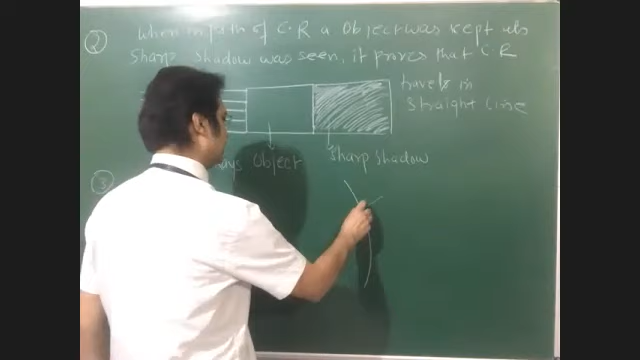 ② When in path of C.R a Object was kept
Sharp Shadow was seen, it proves that C R
travels in
Straight Line
Object
Sharp Shadow
③